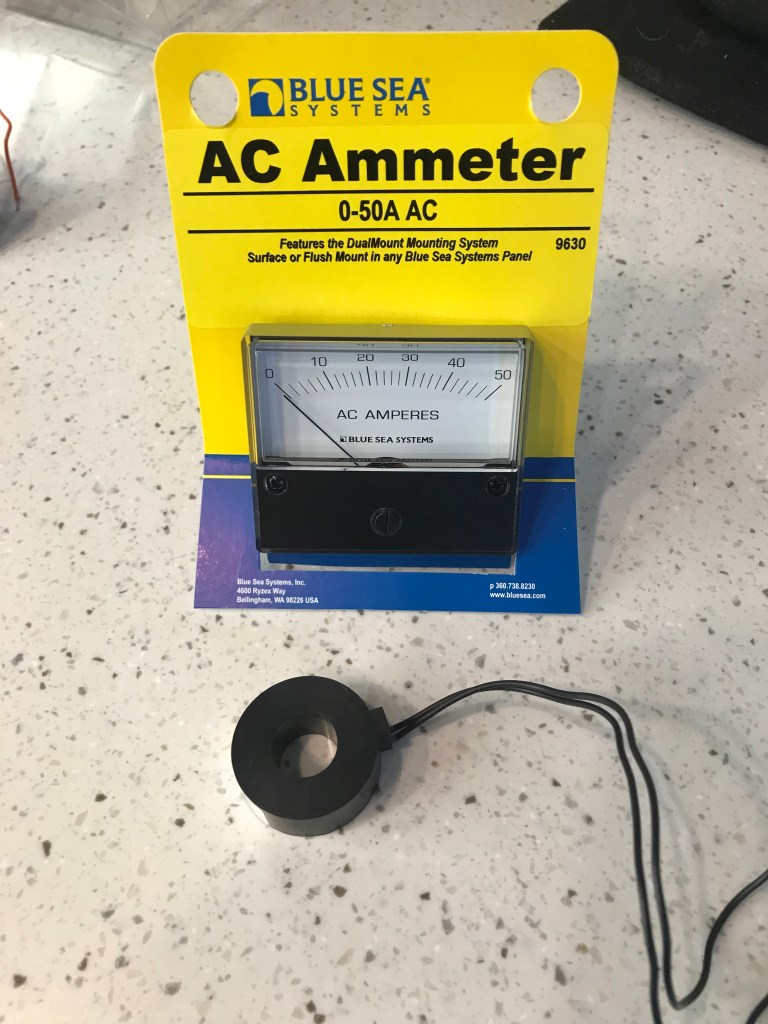 BLUE SEA®
SYSTEMS
AC Ammeter
0-50A AC
Features the DualMount Mounting System
9630
Surface or Flush Mount in any Blue Sea Systems Panel
0 10 20 30 40 50
AC AMPERES
BLUE SEA SYSTEMS
Blue Sea Systems, Inc.
4600 Ryzex Way
Bellingham, WA 98226 USA
p 360.738.8230
www.bluesea.com